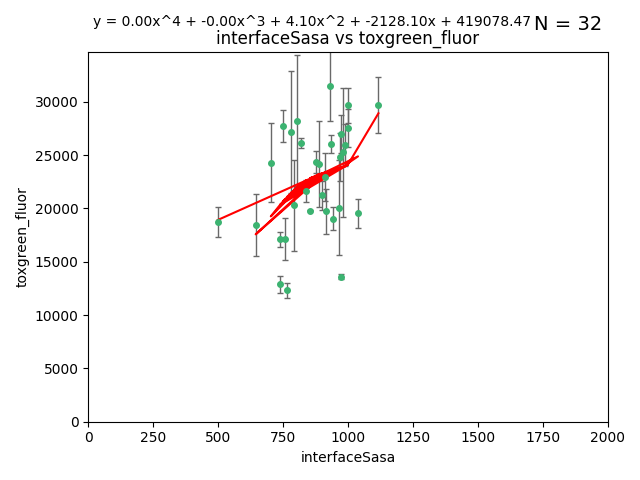 y = 0.00x^4 + -0.00x^3 + 4.10x^2 + -2128.10x + 419078.47 N = 32
interfaceSasa vs toxgreen_fluor
30000
25000
20000
15000
10000
5000
0
toxgreen_fluor
0 250 500 750 1000 1250 1500 1750 2000
interfaceSasa